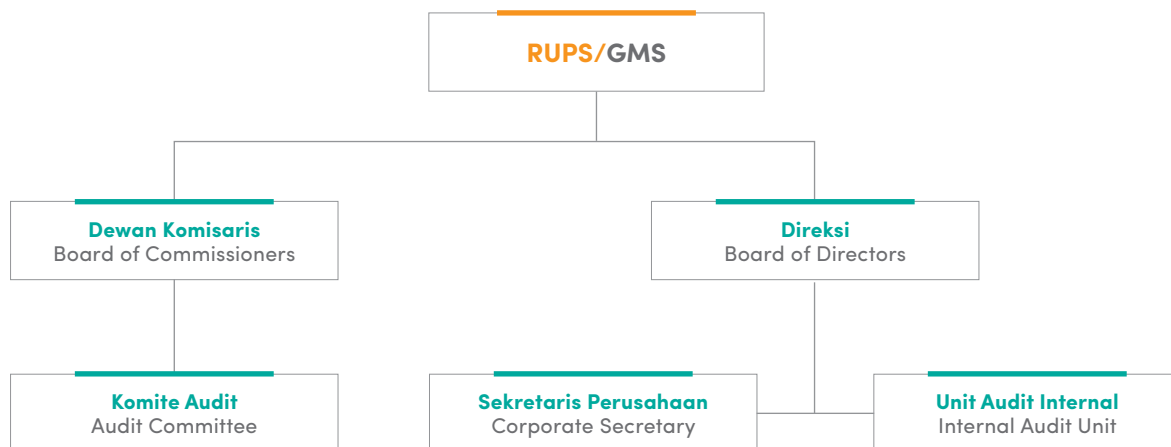 RUPS/GMS
Dewan Komisaris
Board of Commissioners
Direksi
Board of Directors
Komite Audit
Audit Committee
Sekretaris Perusahaan
Corporate Secretary
Unit Audit Internal
Internal Audit Unit